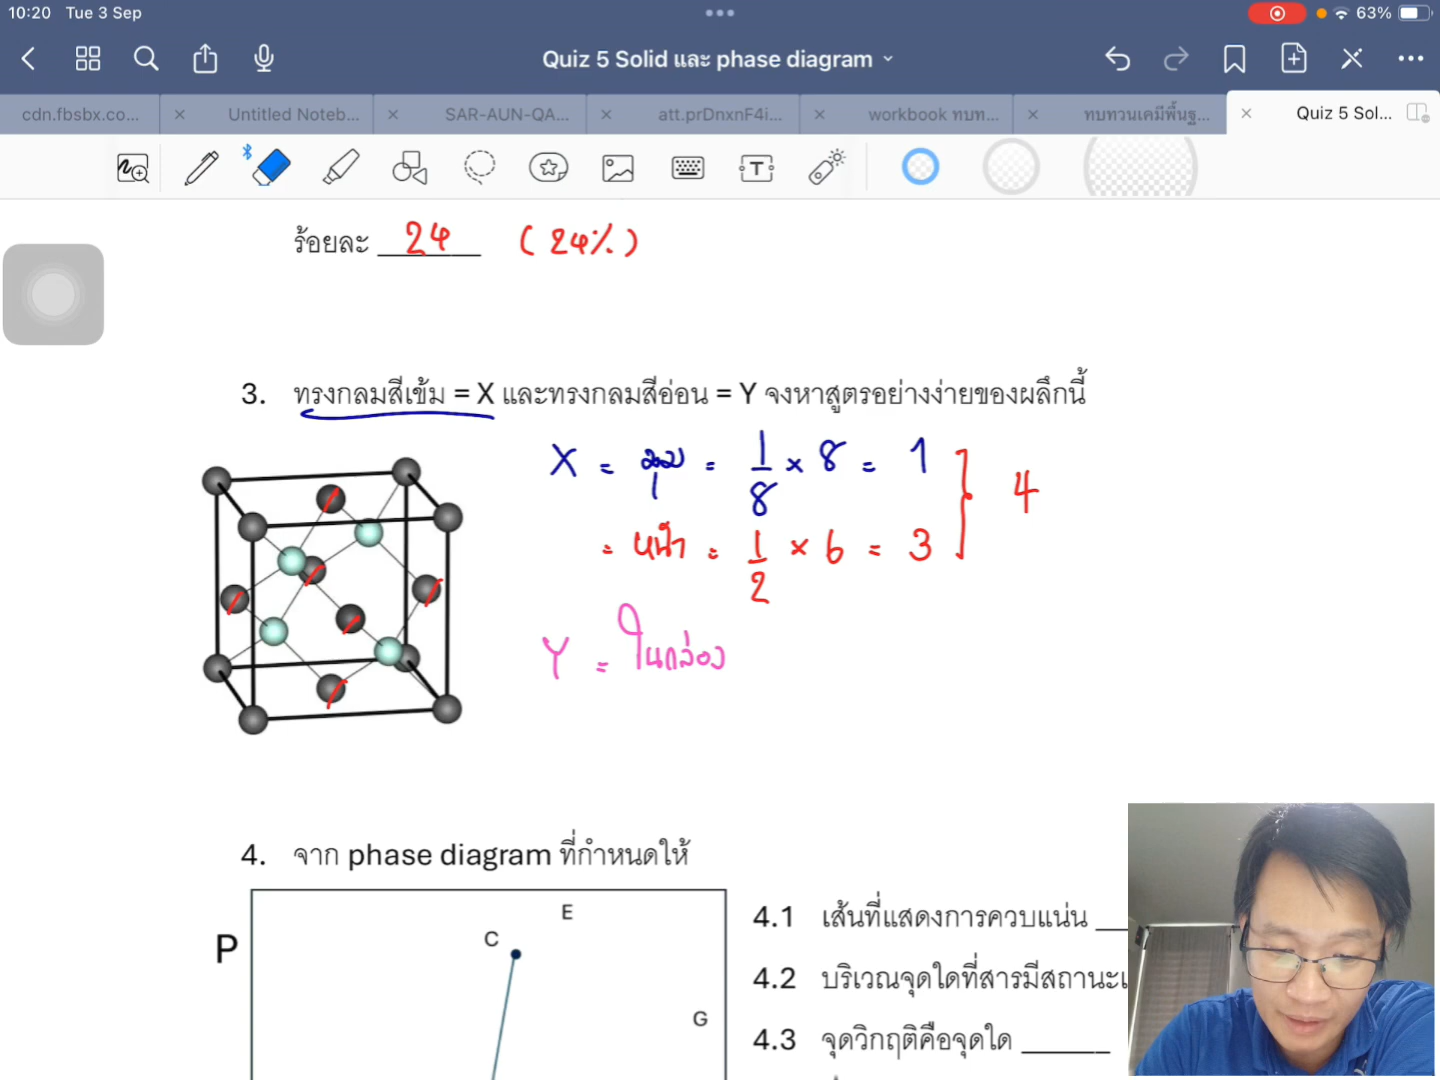 10:20 Tue 3 Sep
63%
Quiz 5 Solid และ phase diagram
cdn.fbsbx.co...
Untitled Noteb...
SAR-AUN-QA...
att.prDnxnF4i...
workbook ทบท...
ทบทวนเคมีพื้นฐ...
Quiz 5 Sol...
ร้อยละ 24 (24%)
3. ทรงกลมสีเข้ม = X และทรงกลมสีอ่อน = Y จงหาสูตรอย่างง่ายของผลึกนี้
X = มุม = 1/8 × 8 = 1
= หน้า = 1/2 × 6 = 3
} 4
Y = ในกล่อง
4. จาก phase diagram ที่กำหนดให้
P
E
C
G
4.1 เส้นที่แสดงการควบแน่น __
4.2 บริเวณจุดใดที่สารมีสถานะเ
4.3 จุดวิกฤติคือจุดใด ______